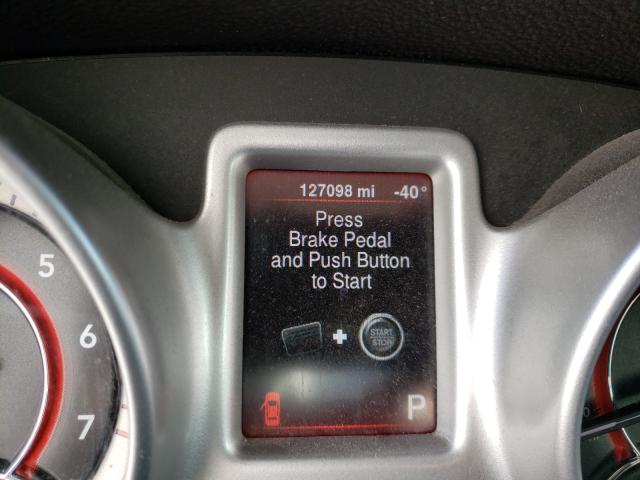 127098 mi -40°
Press
Brake Pedal
and Push Button
to Start
START
STOP
P
5
6
7